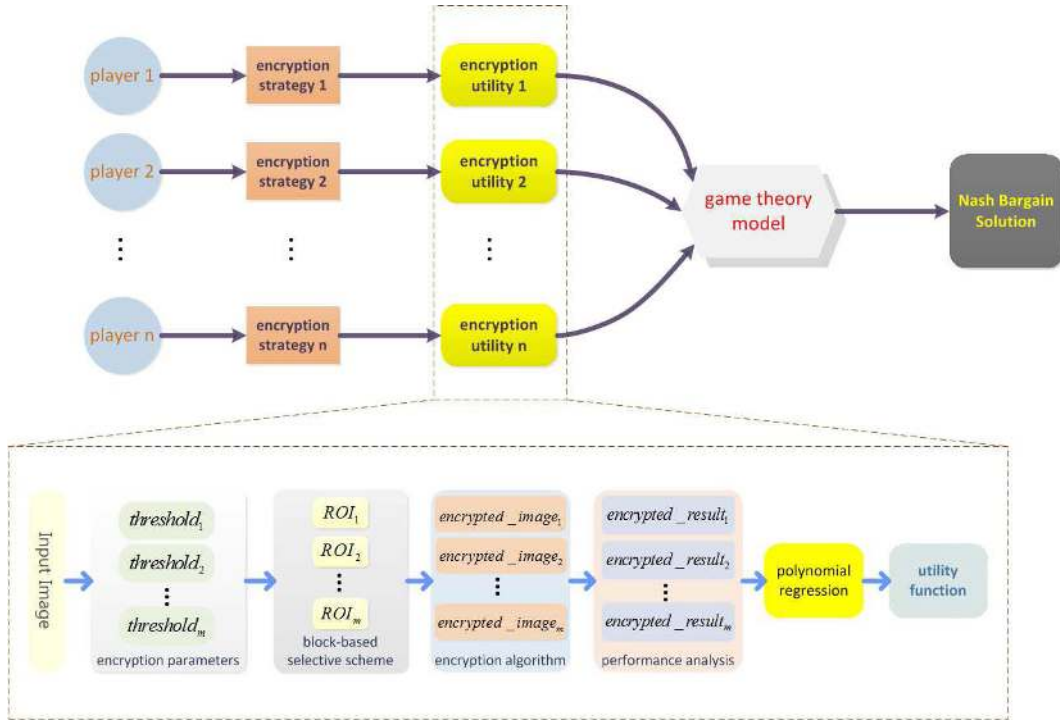 player 1
encryption
strategy 1
encryption
utility 1
player 2
encryption
strategy 2
encryption
utility 2
game theory
model
Nash Bargain
Solution
player n
encryption
strategy n
encryption
utility n
Input Image
threshold₁
threshold₂
thresholdₘ
encryption parameters
ROI₁
ROI₂
ROIₘ
block-based
selective scheme
encrypted_image₁
encrypted_image₂
encrypted_imageₘ
encryption algorithm
encrypted_result₁
encrypted_result₂
encrypted_resultₘ
performance analysis
polynomial
regression
utility
function